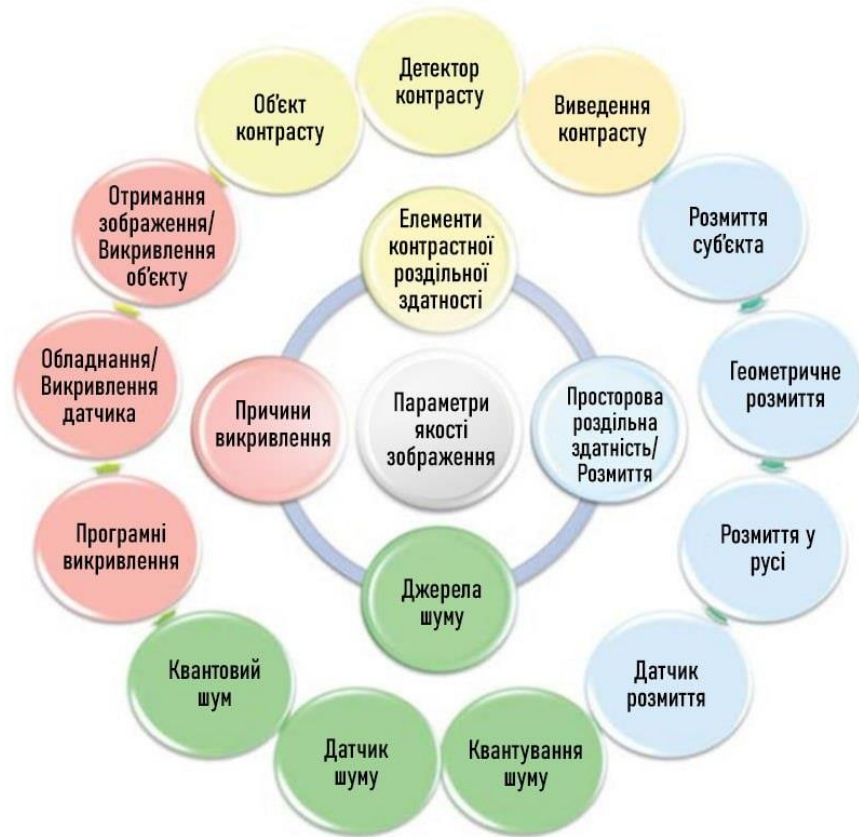 Детектор
контрасту
Об'єкт
контрасту
Виведення
контрасту
Отримання
зображення/
Викривлення
об'єкту
Елементи
контрастної
роздільної
здатності
Розмиття
суб'єкта
Обладнання/
Викривлення
датчика
Причини
викривлення
Параметри
якості
зображення
Просторова
роздільна
здатність/
Розмиття
Геометричне
розмиття
Програмні
викривлення
Джерела
шуму
Розмиття у
русі
Квантовий
шум
Датчик
шуму
Квантування
шуму
Датчик
розмиття